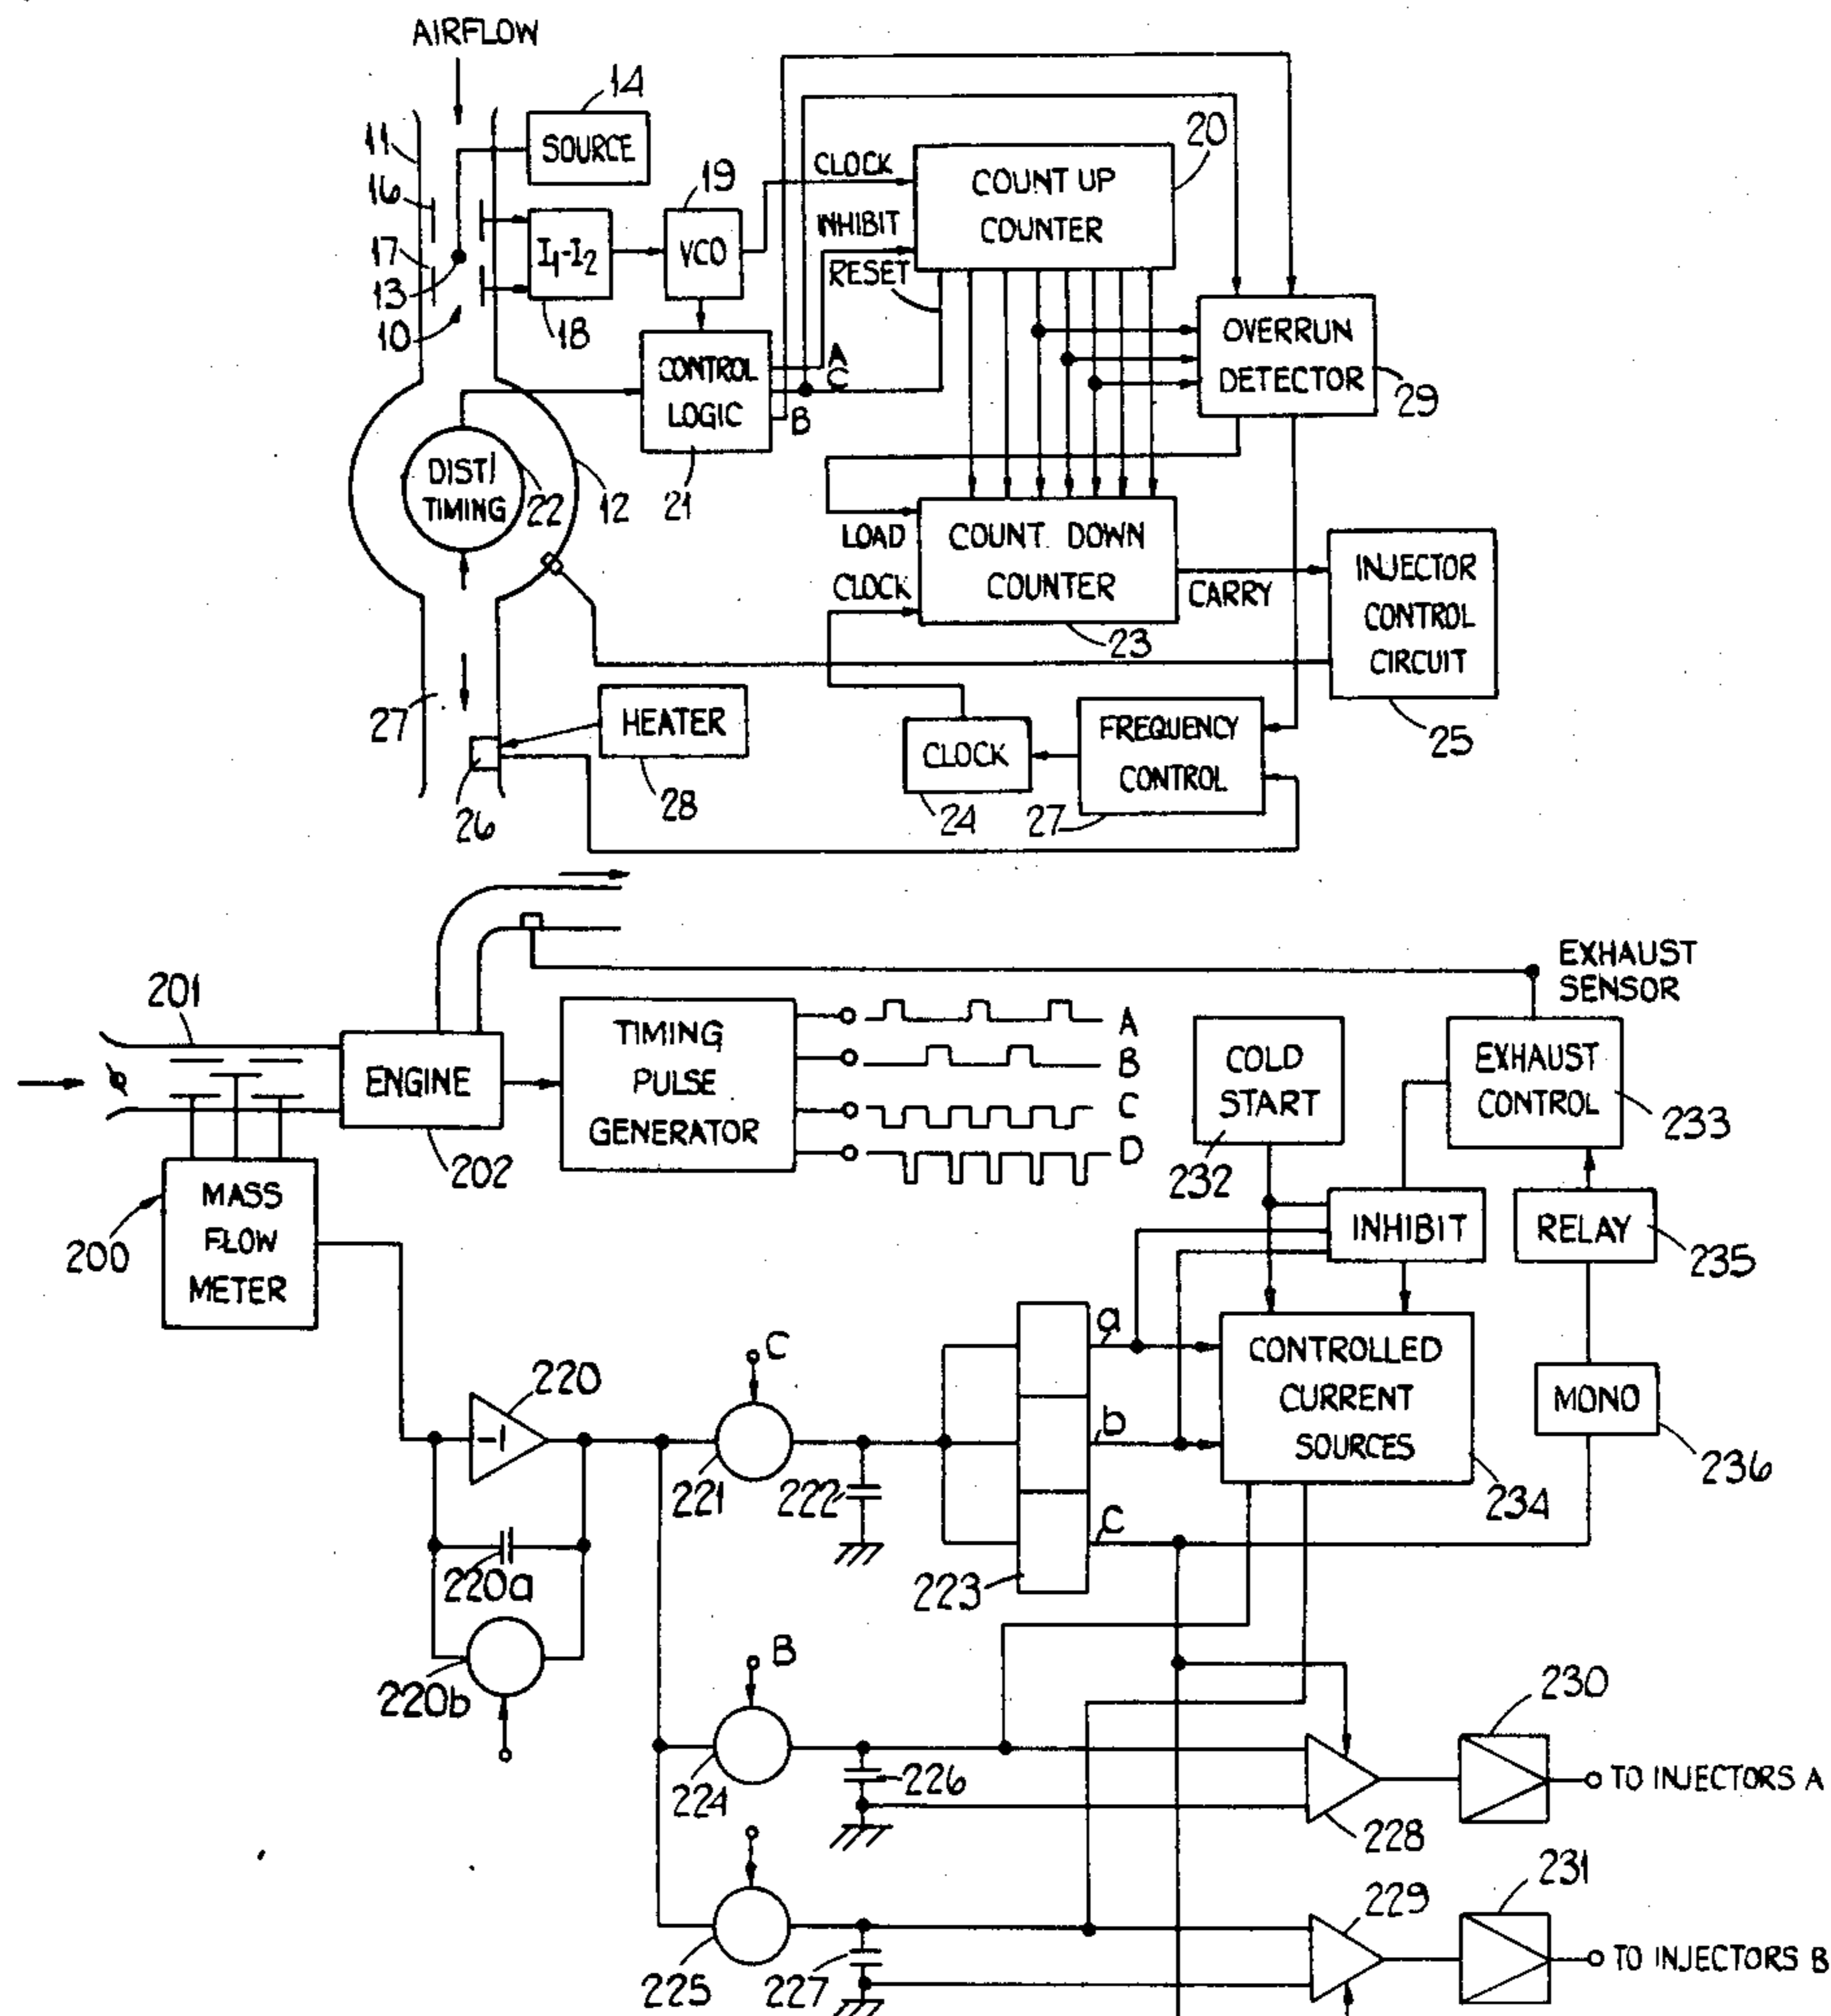 AIRFLOW
14
11
SOURCE
20
16
19
CLOCK
COUNT UP
COUNTER
17
I1-I2
VCO
INHIBIT
13
RESET
10
18
OVERRUN
DETECTOR
29
CONTROL
LOGIC
A
C
B
DIST/
TIMING
22
12
21
LOAD
COUNT DOWN
COUNTER
CLOCK
CARRY
INJECTOR
CONTROL
CIRCUIT
23
27
HEATER
25
CLOCK
FREQUENCY
CONTROL
26
28
24
27
EXHAUST
SENSOR
201
TIMING
PULSE
GENERATOR
A
B
C
D
COLD
START
EXHAUST
CONTROL
ENGINE
233
202
232
MASS
FLOW
METER
200
INHIBIT
RELAY
235
a
C
220
-1
CONTROLLED
CURRENT
SOURCES
MONO
b
236
221
222
234
c
220a
223
B
220b
230
224
226
TO INJECTORS A
228
231
229
225
227
TO INJECTORS B